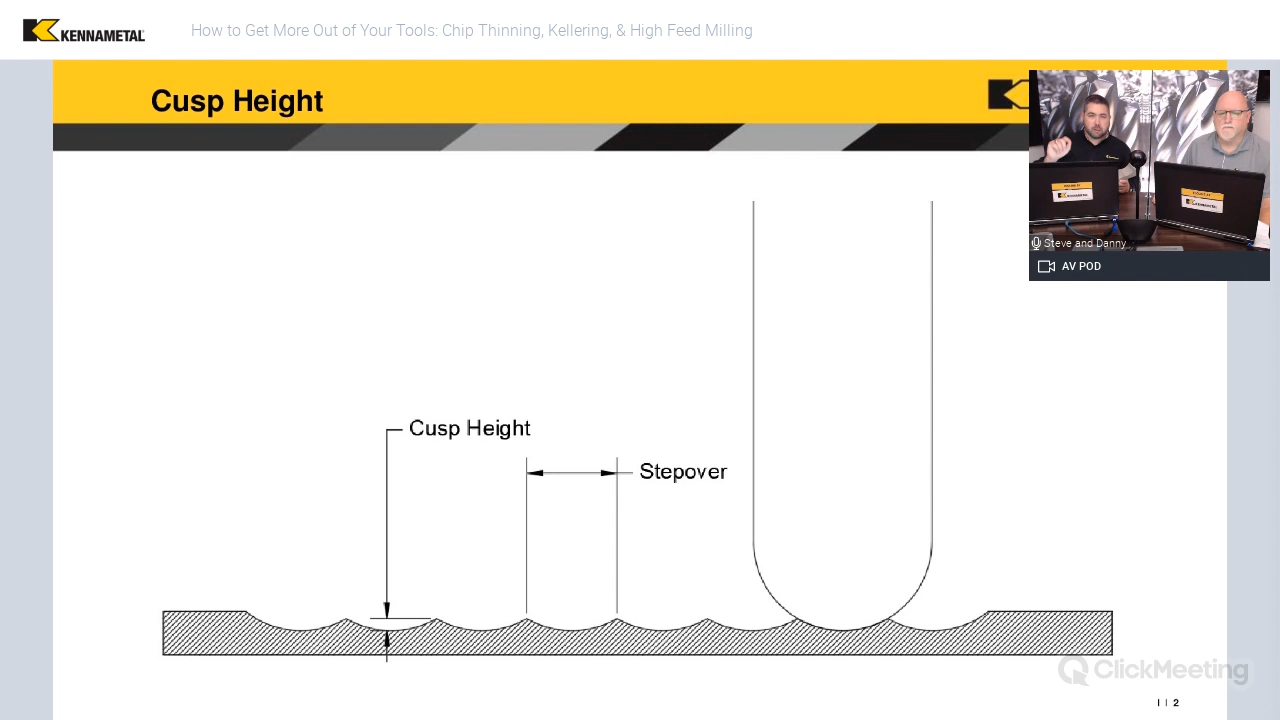 KENNAMETAL
How to Get More Out of Your Tools: Chip Thinning, Kellering, & High Feed Milling
Cusp Height
Steve and Danny
AV POD
Cusp Height
Stepover
ClickMeeting
I I 2